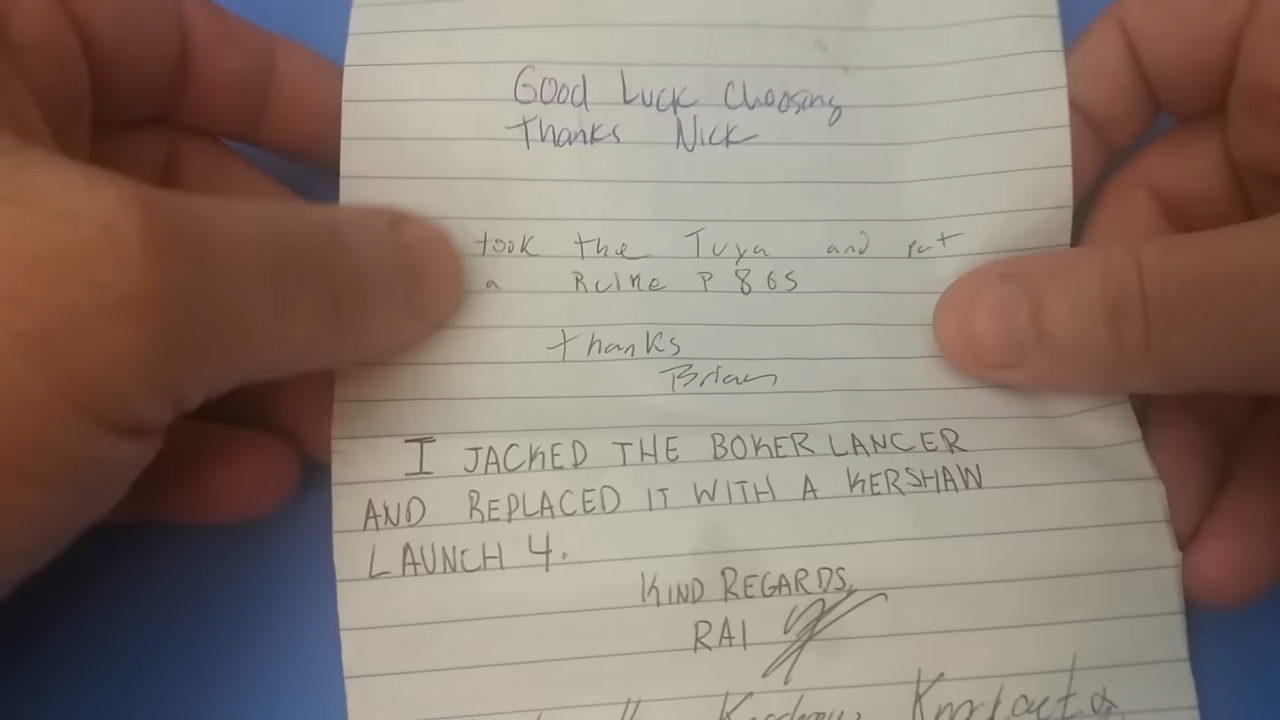 Good Luck Choosing
Thanks Nick
took the Tuya and put
a Ruike P 865
Thanks
Brian
I JACKED THE BOKER LANCER
AND REPLACED IT WITH A KERSHAW
LAUNCH 4.
KIND REGARDS,
RAI